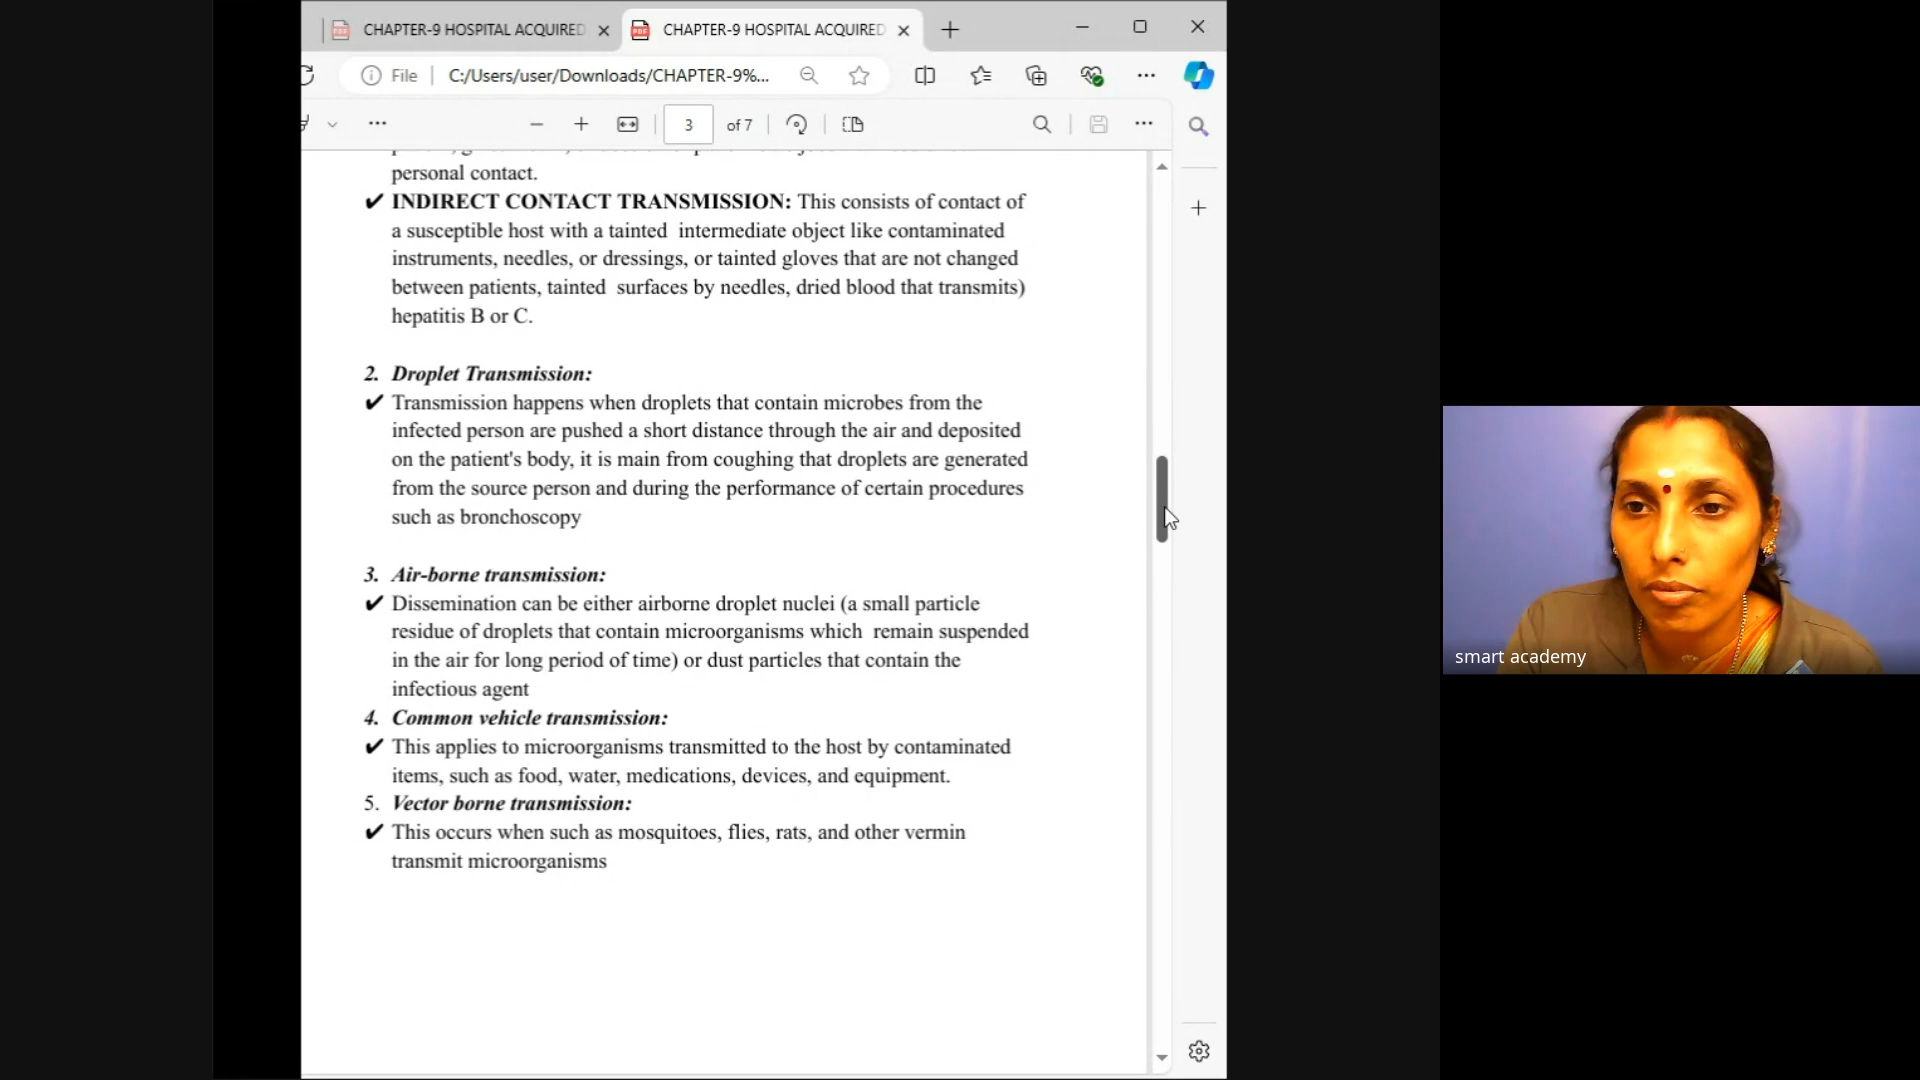 CHAPTER-9 HOSPITAL ACQUIRED
CHAPTER-9 HOSPITAL ACQUIRED
File
C:/Users/user/Downloads/CHAPTER-9%...
3 of 7
personal contact.
✔ INDIRECT CONTACT TRANSMISSION: This consists of contact of
a susceptible host with a tainted intermediate object like contaminated
instruments, needles, or dressings, or tainted gloves that are not changed
between patients, tainted surfaces by needles, dried blood that transmits)
hepatitis B or C.
2. Droplet Transmission:
✔ Transmission happens when droplets that contain microbes from the
infected person are pushed a short distance through the air and deposited
on the patient's body, it is main from coughing that droplets are generated
from the source person and during the performance of certain procedures
such as bronchoscopy
3. Air-borne transmission:
✔ Dissemination can be either airborne droplet nuclei (a small particle
residue of droplets that contain microorganisms which remain suspended
in the air for long period of time) or dust particles that contain the
infectious agent
4. Common vehicle transmission:
✔ This applies to microorganisms transmitted to the host by contaminated
items, such as food, water, medications, devices, and equipment.
5. Vector borne transmission:
✔ This occurs when such as mosquitoes, flies, rats, and other vermin
transmit microorganisms
smart academy